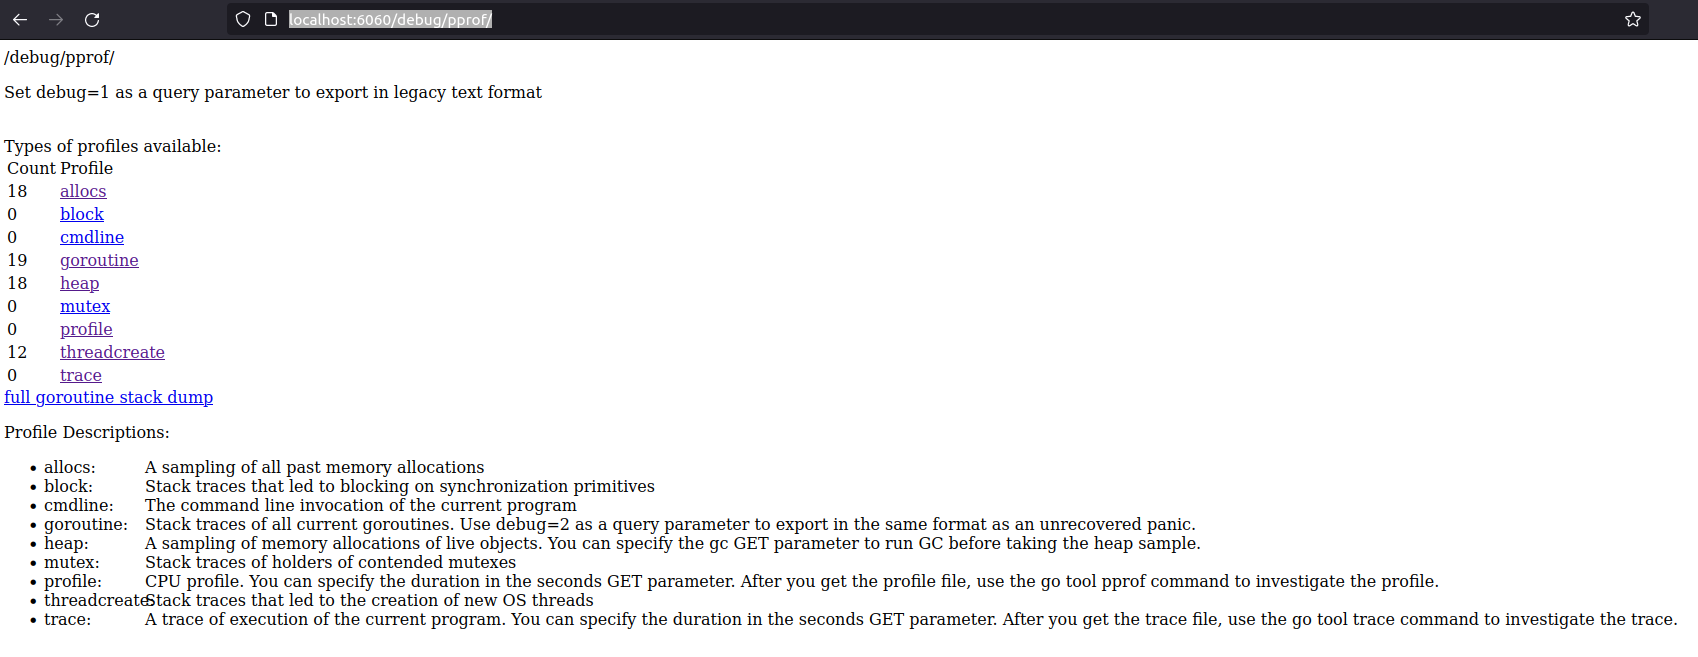 localhost:6060/debug/pprof/
/debug/pprof/
Set debug=1 as a query parameter to export in legacy text format
Types of profiles available:
Count Profile
18 allocs
0 block
0 cmdline
19 goroutine
18 heap
0 mutex
0 profile
12 threadcreate
0 trace
full goroutine stack dump
Profile Descriptions:
• allocs: A sampling of all past memory allocations
• block: Stack traces that led to blocking on synchronization primitives
• cmdline: The command line invocation of the current program
• goroutine: Stack traces of all current goroutines. Use debug=2 as a query parameter to export in the same format as an unrecovered panic.
• heap: A sampling of memory allocations of live objects. You can specify the gc GET parameter to run GC before taking the heap sample.
• mutex: Stack traces of holders of contended mutexes
• profile: CPU profile. You can specify the duration in the seconds GET parameter. After you get the profile file, use the go tool pprof command to investigate the profile.
• threadcreate: Stack traces that led to the creation of new OS threads
• trace: A trace of execution of the current program. You can specify the duration in the seconds GET parameter. After you get the trace file, use the go tool trace command to investigate the trace.